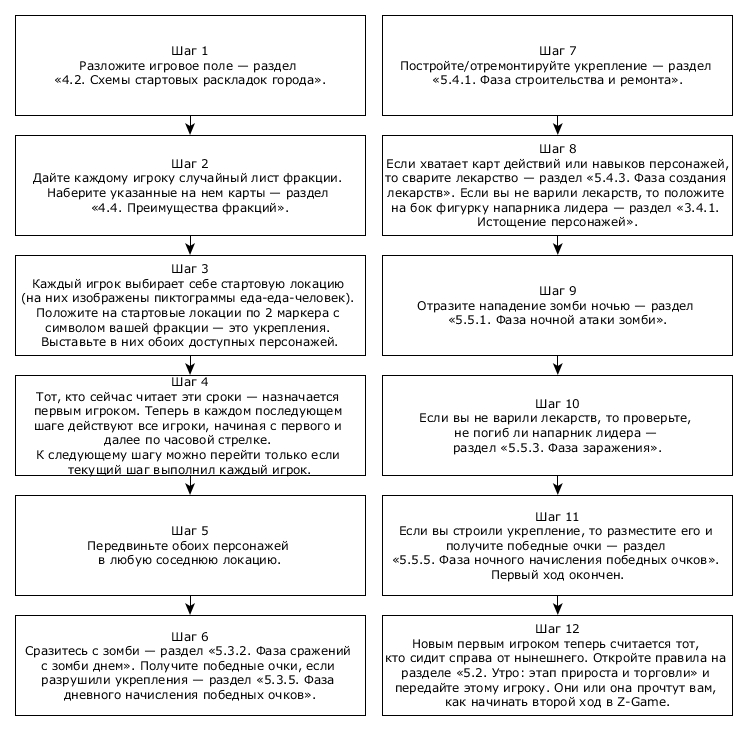 Шаг 1
Разложите игровое поле — раздел
«4.2. Схемы стартовых раскладок города».
Шаг 2
Дайте каждому игроку случайный лист фракции.
Наберите указанные на нем карты — раздел
«4.4. Преимущества фракций».
Шаг 3
Каждый игрок выбирает себе стартовую локацию
(на них изображены пиктограммы еда-еда-человек).
Положите на стартовые локации по 2 маркера с
символом вашей фракции — это укрепления.
Выставьте в них обоих доступных персонажей.
Шаг 4
Тот, кто сейчас читает эти сроки — назначается
первым игроком. Теперь в каждом последующем
шаге действуют все игроки, начиная с первого и
далее по часовой стрелке.
К следующему шагу можно перейти только если
текущий шаг выполнил каждый игрок.
Шаг 5
Передвиньте обоих персонажей
в любую соседнюю локацию.
Шаг 6
Сразитесь с зомби — раздел «5.3.2. Фаза сражений
с зомби днем». Получите победные очки, если
разрушили укрепления — раздел «5.3.5. Фаза
дневного начисления победных очков».
Шаг 7
Постройте/отремонтируйте укрепление — раздел
«5.4.1. Фаза строительства и ремонта».
Шаг 8
Если хватает карт действий или навыков персонажей,
то сварите лекарство — раздел «5.4.3. Фаза создания
лекарств». Если вы не варили лекарств, то положите
на бок фигурку напарника лидера — раздел «3.4.1.
Истощение персонажей».
Шаг 9
Отразите нападение зомби ночью — раздел
«5.5.1. Фаза ночной атаки зомби».
Шаг 10
Если вы не варили лекарств, то проверьте,
не погиб ли напарник лидера —
раздел «5.5.3. Фаза заражения».
Шаг 11
Если вы строили укрепление, то разместите его и
получите победные очки — раздел
«5.5.5. Фаза ночного начисления победных очков».
Первый ход окончен.
Шаг 12
Новым первым игроком теперь считается тот,
кто сидит справа от нынешнего. Откройте правила на
разделе «5.2. Утро: этап прироста и торговли» и
передайте этому игроку. Они или она прочтут вам,
как начинать второй ход в Z-Game.